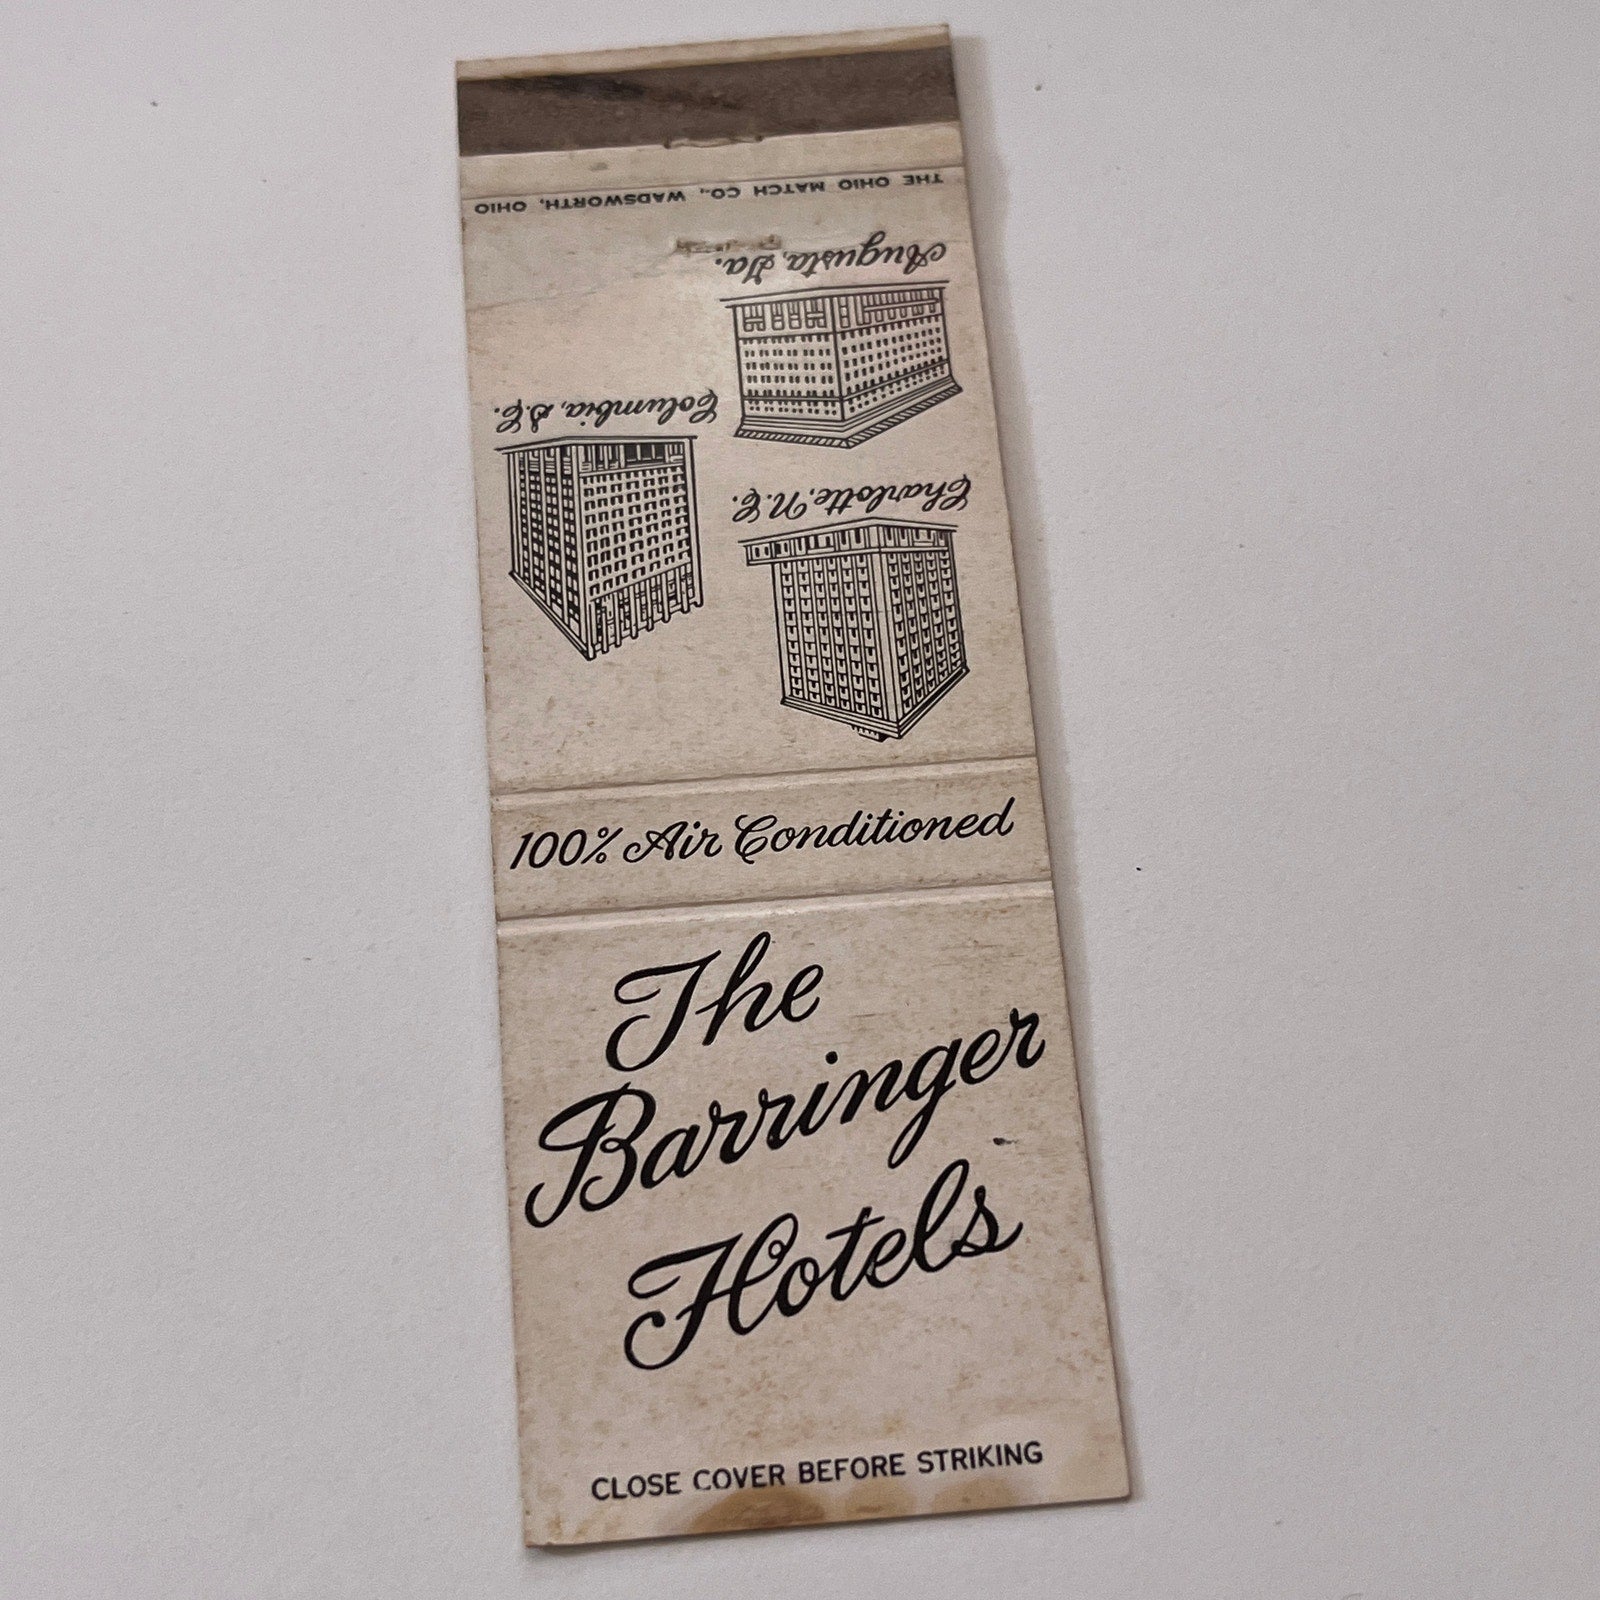 THE OHIO MATCH CO., WADSWORTH, OHIO
Augusta, Ga.
Columbia, S.C.
Charlotte, N.C.
100% Air Conditioned
The
Barringer
Hotels
CLOSE COVER BEFORE STRIKING